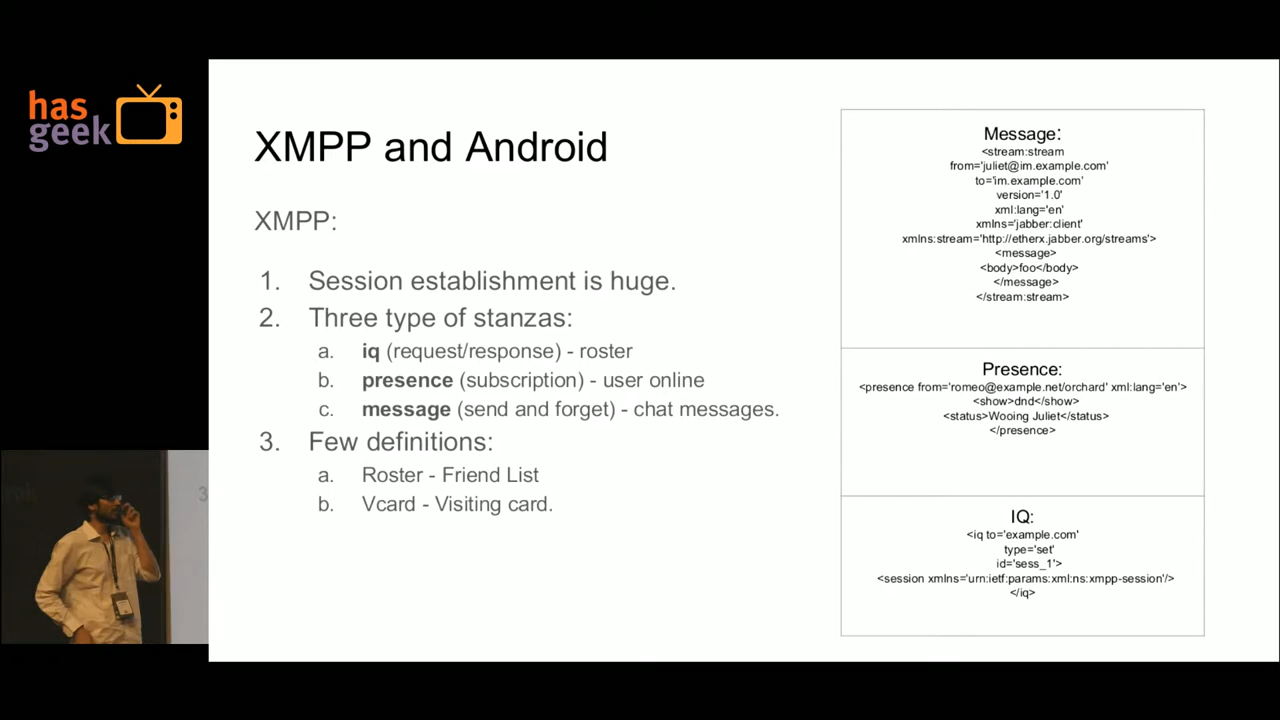 has
geek
XMPP and Android
XMPP:
1. Session establishment is huge.
2. Three type of stanzas:
a. iq (request/response) - roster
b. presence (subscription) - user online
c. message (send and forget) - chat messages.
3. Few definitions:
a. Roster - Friend List
b. Vcard - Visiting card.
Message:
<stream:stream
from='juliet@im.example.com'
to='im.example.com'
version='1.0'
xml:lang='en'
xmlns='jabber:client'
xmlns:stream='http://etherx.jabber.org/streams'>
<message>
<body>foo</body>
</message>
</stream:stream>
Presence:
<presence from='romeo@example.net/orchard' xml:lang='en'>
<show>dnd</show>
<status>Wooing Juliet</status>
</presence>
IQ:
<iq to='example.com'
type='set'
id='sess_1'>
<session xmlns='urn:ietf:params:xml:ns:xmpp-session'/>
</iq>
3